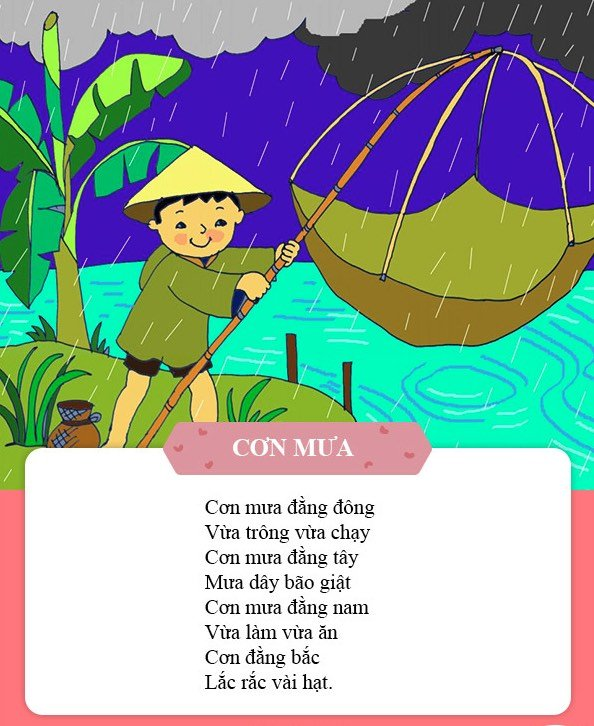 CƠN MƯA
Cơn mưa đằng đông
Vừa trông vừa chạy
Cơn mưa đằng tây
Mưa dây bão giật
Cơn mưa đằng nam
Vừa làm vừa ăn
Cơn đằng bắc
Lắc rắc vài hạt.